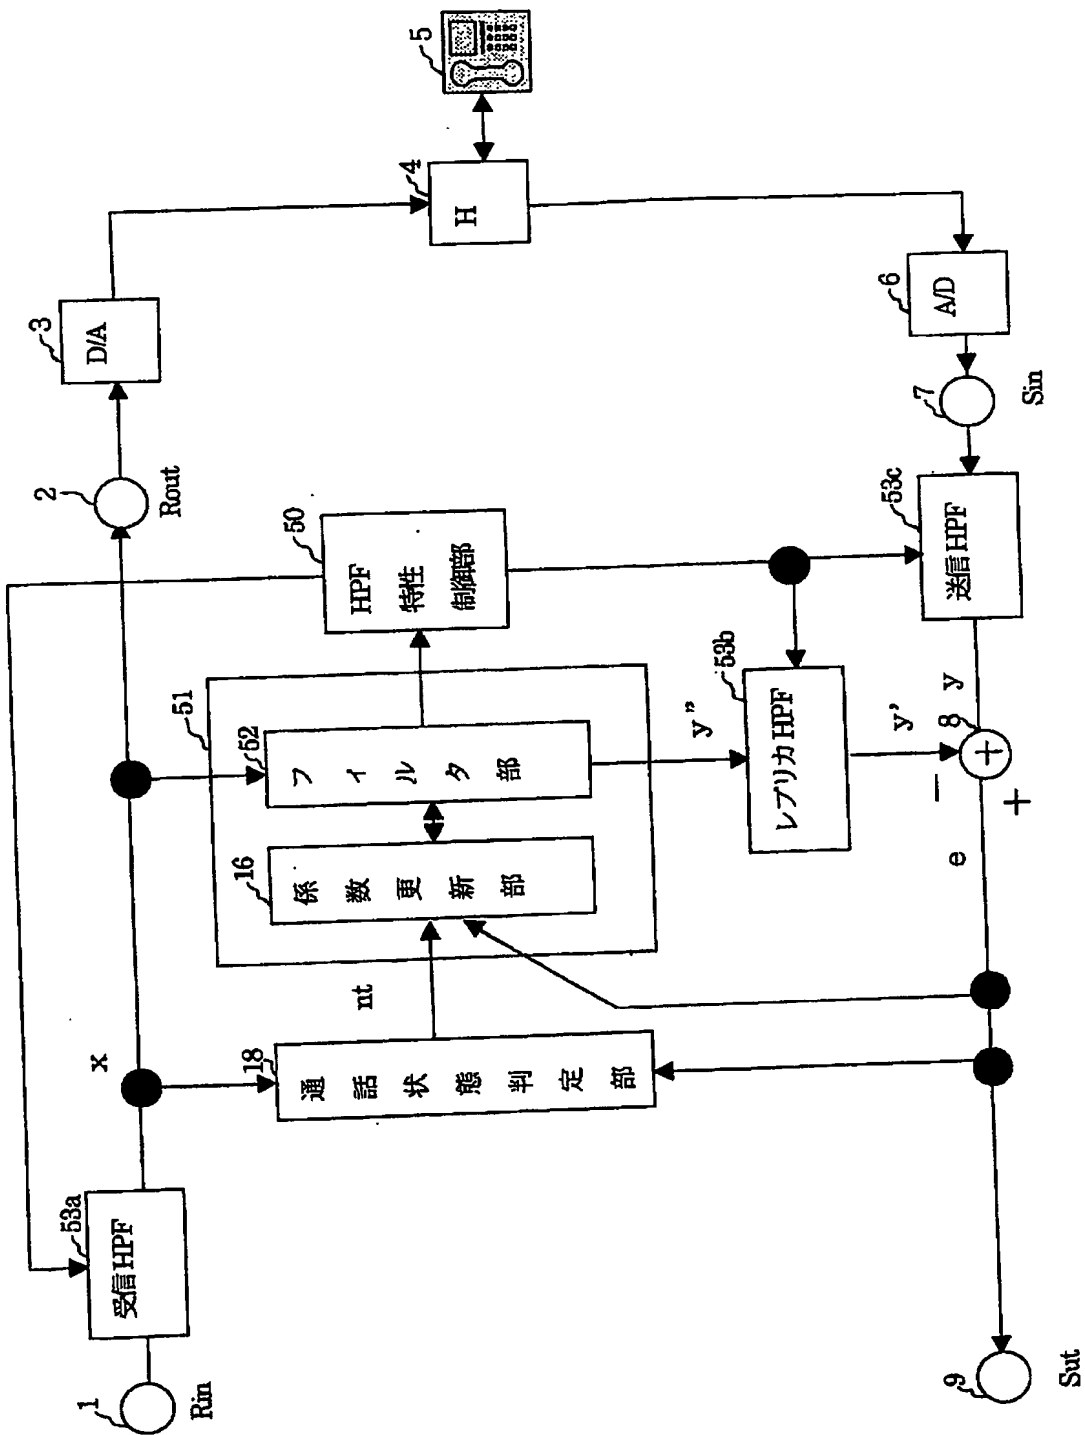 1
Rin
受信HPF
53a
x
2
Rout
3
D/A
4
H
5
6
A/D
7
Sin
送信HPF
53c
50
HPF
特性
制御部
51
52
フィルタ部
16
係数更新部
nt
18
通話状態判定部
y"
レプリカHPF
53b
y'
y
8
+
−
+
e
9
Sut